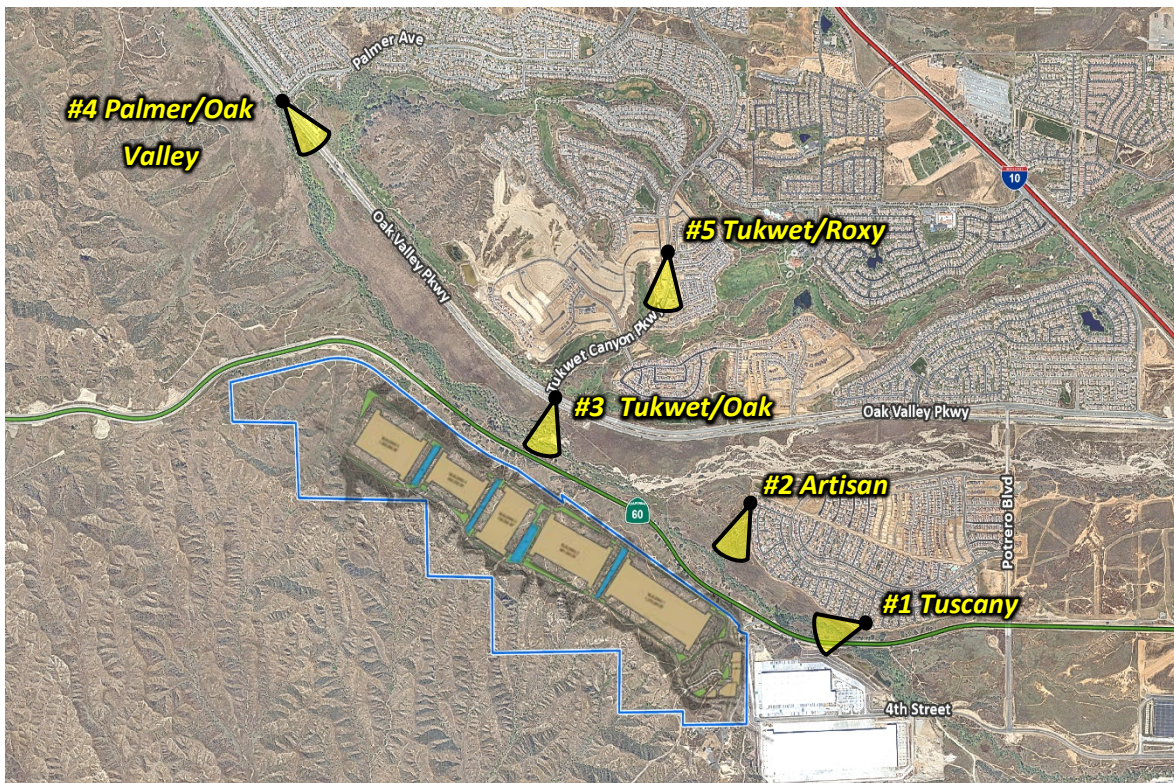 Palmer Ave
#4 Palmer/Oak
Valley
10
Oak Valley Pkwy
#5 Tukwet/Roxy
Tukwet Canyon Pkwy
#3 Tukwet/Oak
Oak Valley Pkwy
#2 Artisan
60
Potrero Blvd
#1 Tuscany
4th Street